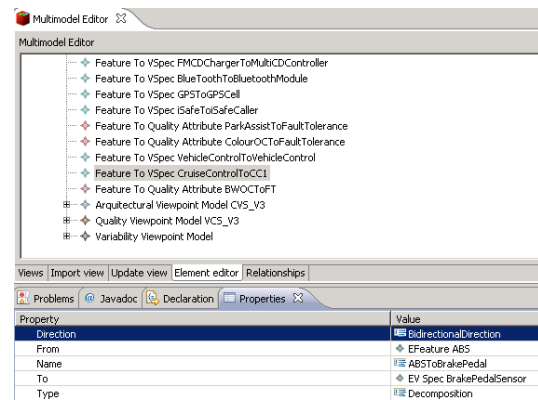 Multimodel Editor
Multimodel Editor
Feature To VSpec FMCDChargerToMultiCDController
Feature To VSpec BlueToothToBluetoothModule
Feature To VSpec GPSToGPSCell
Feature To VSpec iSafeToiSafeCaller
Feature To Quality Attribute ParkAssistToFaultTolerance
Feature To Quality Attribute ColourOCToFaultTolerance
Feature To VSpec VehicleControlToVehicleControl
Feature To VSpec CruiseControlToCC1
Feature To Quality Attribute BWOCToFT
Arquitectural Viewpoint Model CVS_V3
Quality Viewpoint Model VCS_V3
Variability Viewpoint Model
Views Import view Update view Element editor Relationships
Problems @ Javadoc Declaration Properties
Property Value
Direction BidirectionalDirection
From EFeature ABS
Name ABSToBrakePedal
To EV Spec BrakePedalSensor
Type Decomposition